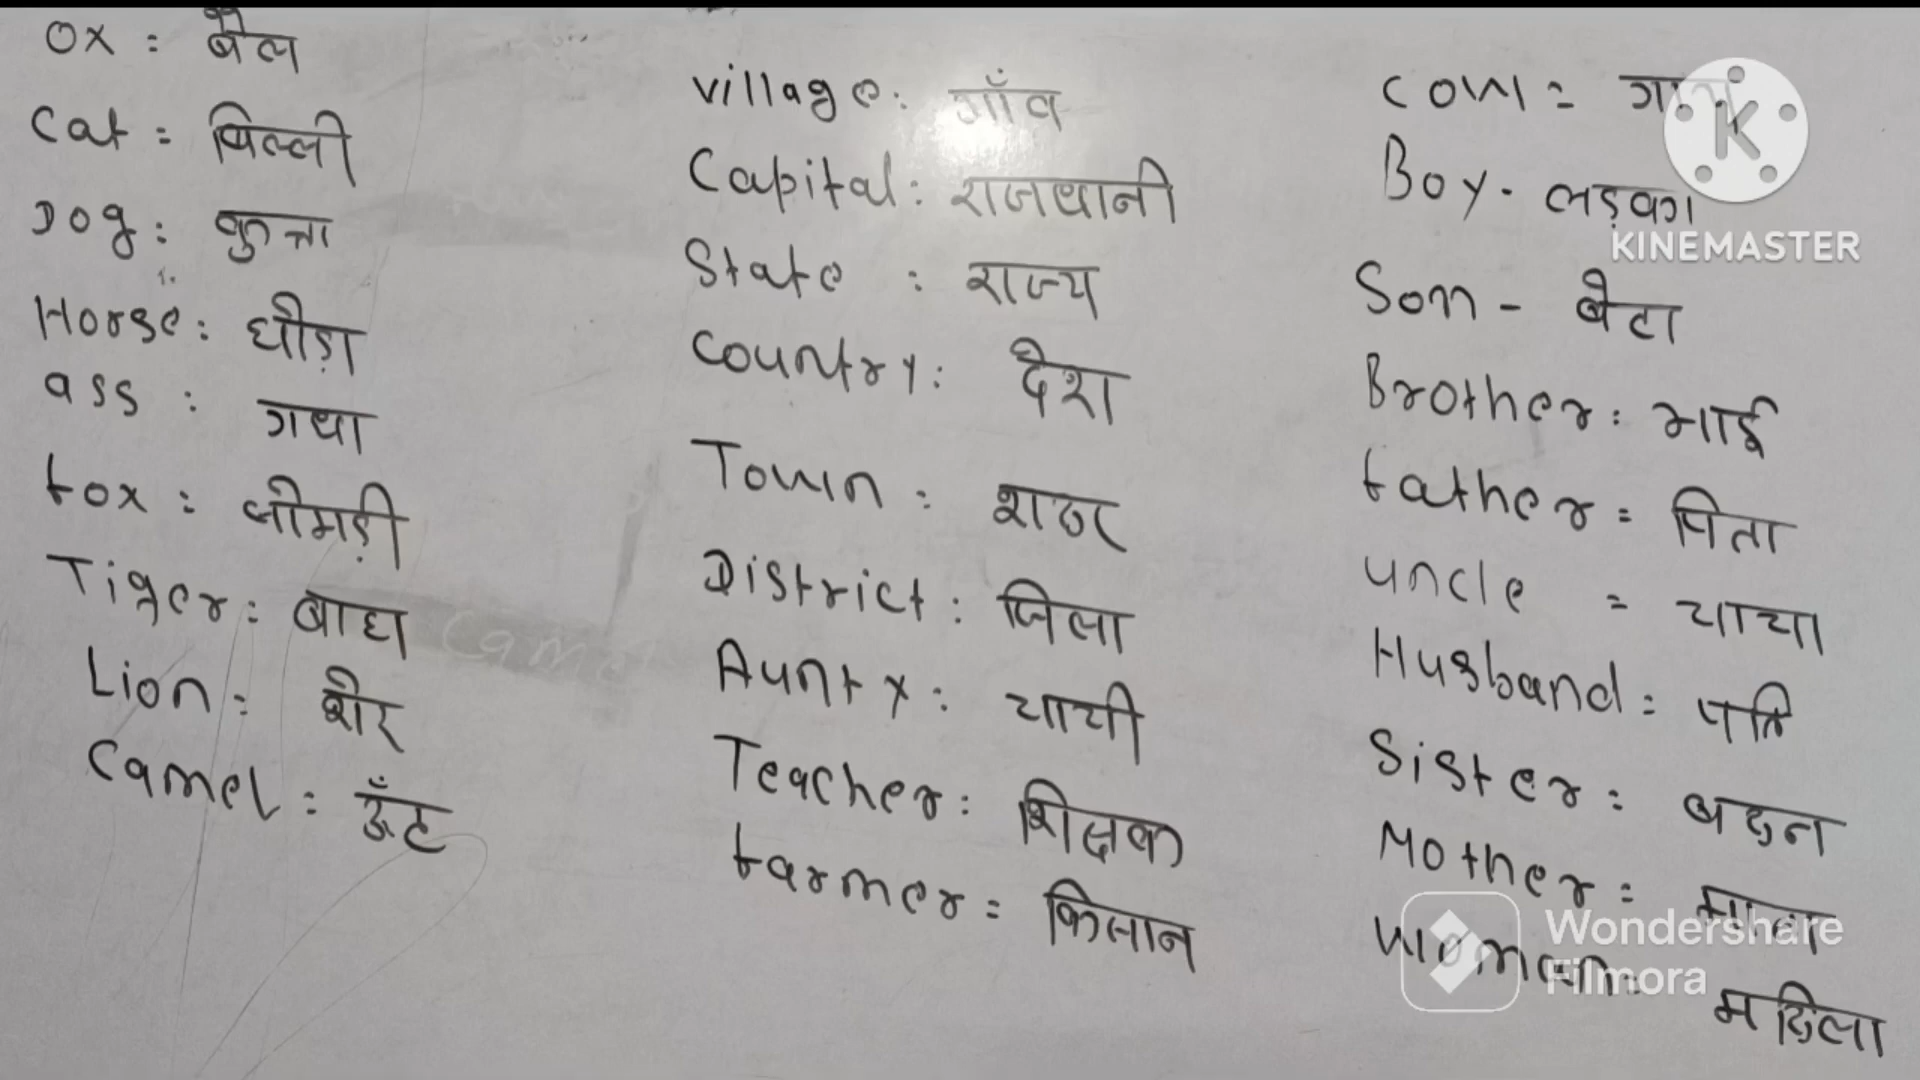 Ox : बैल
Cat : बिल्ली
Dog : कुत्ता
Horse : घोड़ा
ass : गधा
fox : लोमड़ी
Tiger : बाघ
Lion : शेर
Camel : ऊँट
village : गाँव
Capital : राजधानी
State : राज्य
Country : देश
Town : शहर
District : जिला
Aunty : चाची
Teacher : शिक्षक
farmer = किसान
Cow = गाय
Boy - लड़का
Son - बेटा
Brother : भाई
father = पिता
uncle = चाचा
Husband : पति
Sister : बहन
Mother = माता
Woman : महिला
KINEMASTER
Wondershare
Filmora